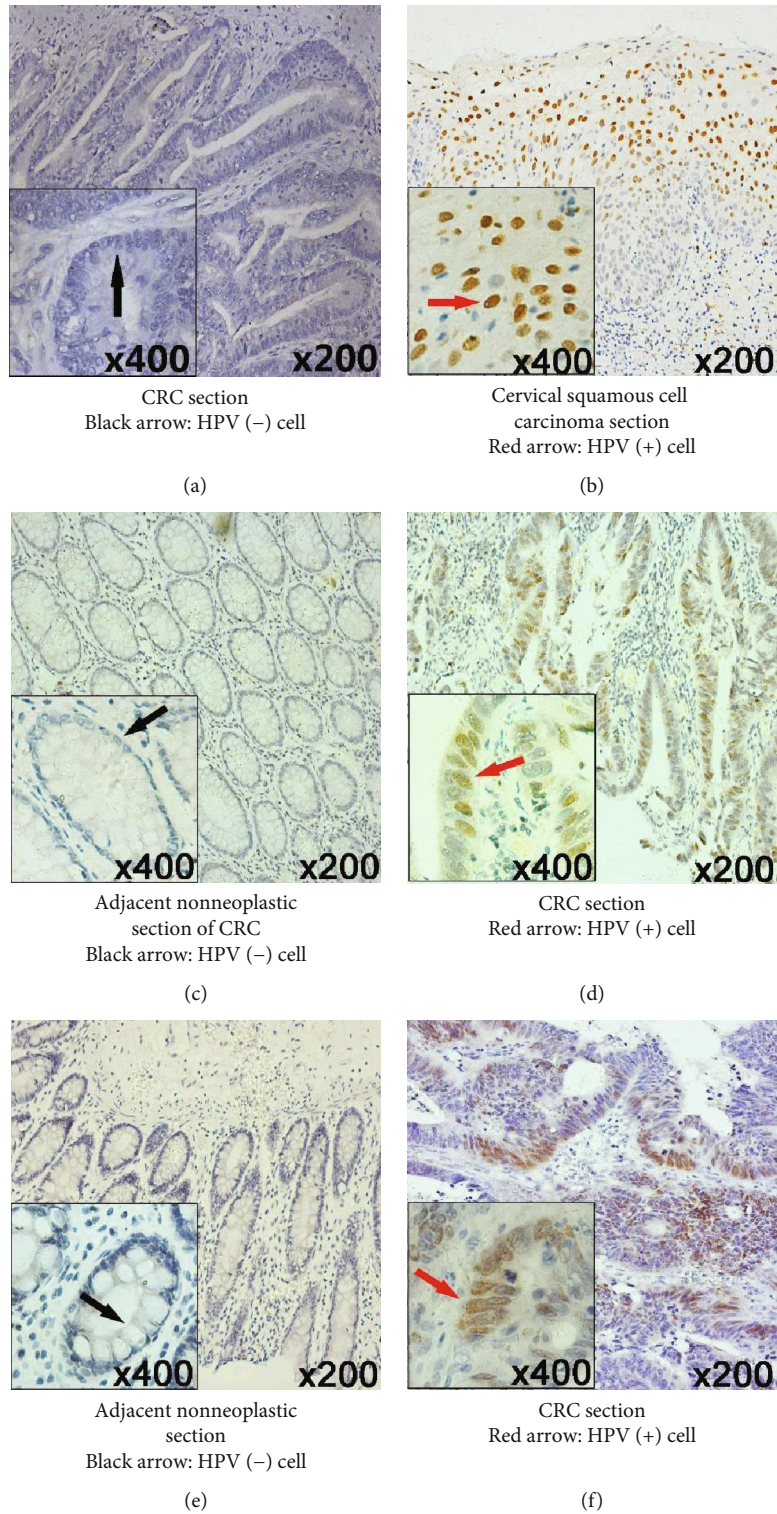 x400
x200
CRC section
Black arrow: HPV (−) cell
(a)
x400
x200
Cervical squamous cell
carcinoma section
Red arrow: HPV (+) cell
(b)
x400
x200
Adjacent nonneoplastic
section of CRC
Black arrow: HPV (−) cell
(c)
x400
x200
CRC section
Red arrow: HPV (+) cell
(d)
x400
x200
Adjacent nonneoplastic
section
Black arrow: HPV (−) cell
(e)
x400
x200
CRC section
Red arrow: HPV (+) cell
(f)